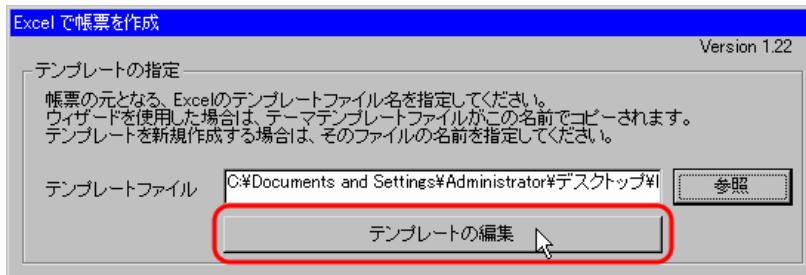 Excel で帳票を作成
Version 1.22
テンプレートの指定
帳票の元となる、Excelのテンプレートファイル名を指定してください。
ウィザードを使用した場合は、テーマテンプレートファイルがこの名前でコピーされます。
テンプレートを新規作成する場合は、そのファイルの名前を指定してください。
テンプレートファイル C:¥Documents and Settings¥Administrator¥デスクトップ¥ 参照
テンプレートの編集